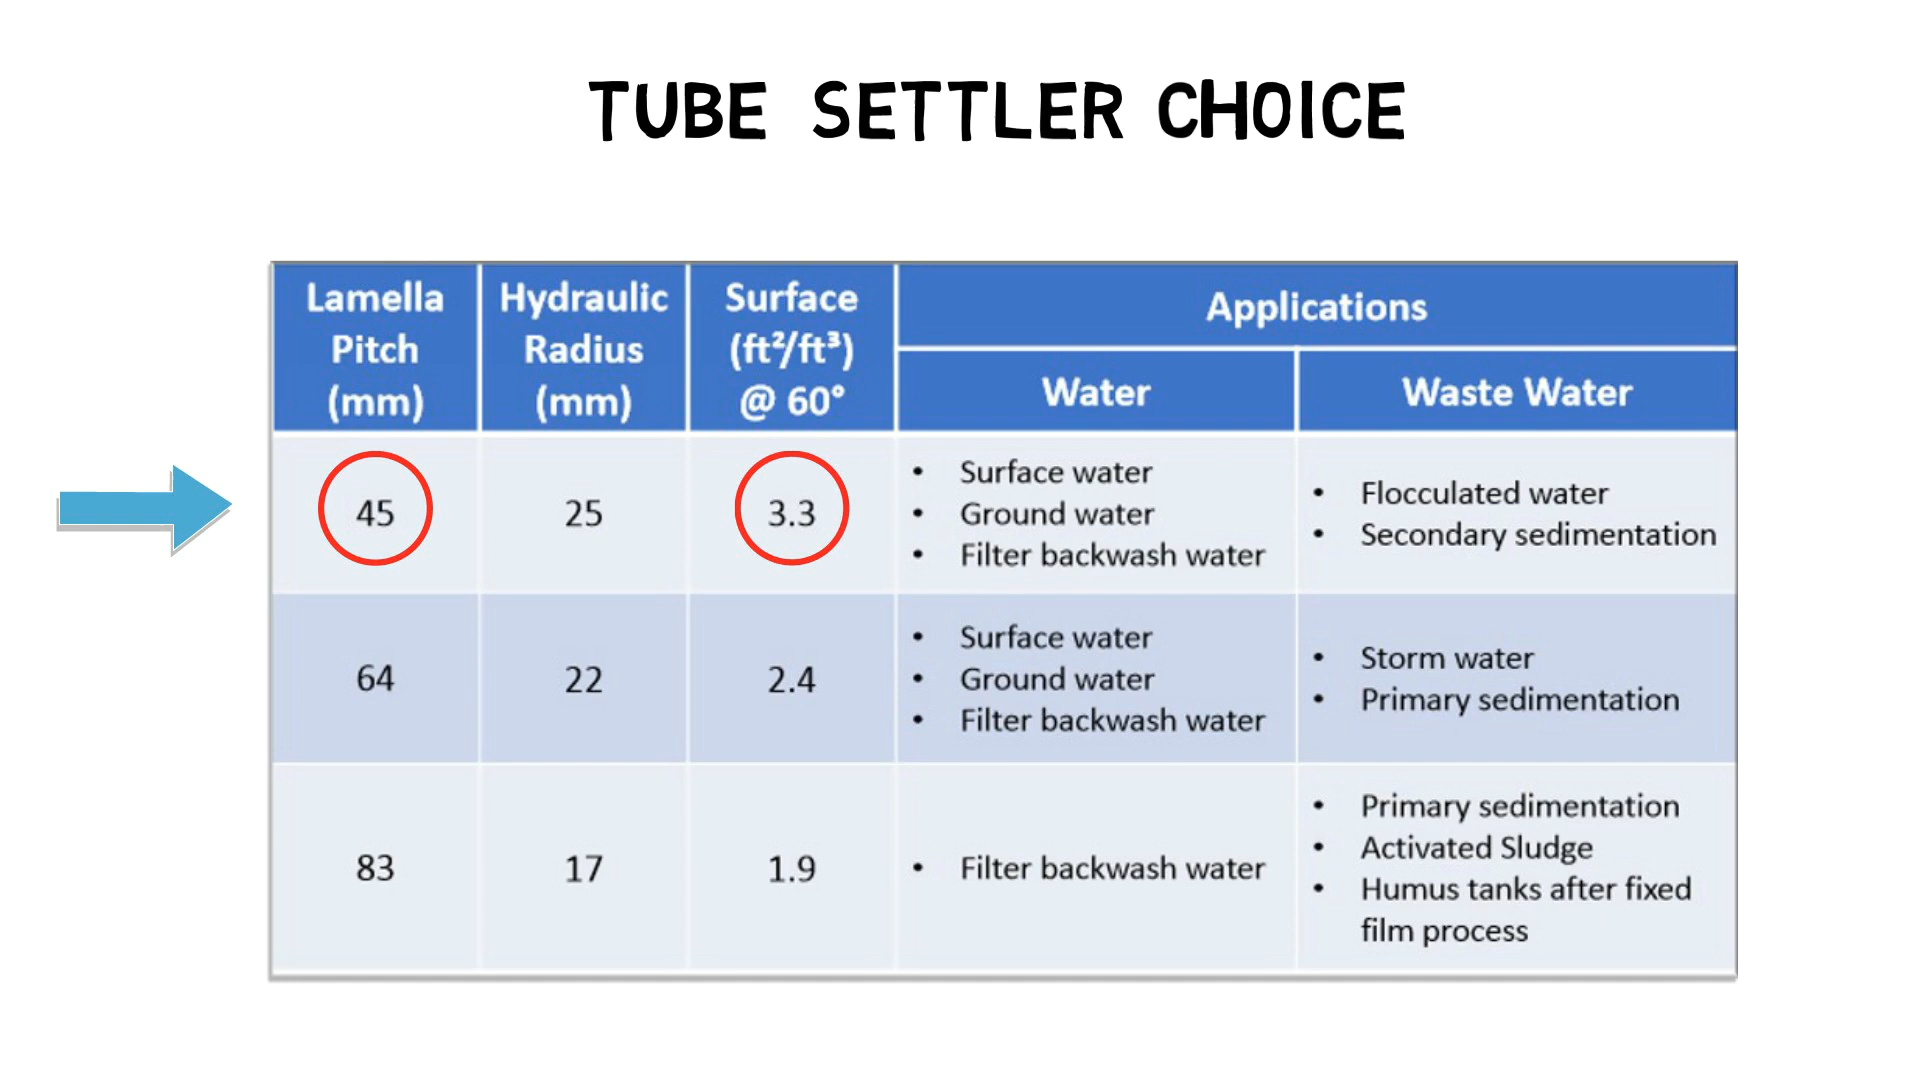 TUBE SETTLER CHOICE
Lamella
Pitch
(mm)
Hydraulic
Radius
(mm)
Surface
(ft²/ft³)
@ 60°
Applications
Water
Waste Water
45
25
3.3
• Surface water
• Ground water
• Filter backwash water
• Flocculated water
• Secondary sedimentation
64
22
2.4
• Surface water
• Ground water
• Filter backwash water
• Storm water
• Primary sedimentation
83
17
1.9
• Filter backwash water
• Primary sedimentation
• Activated Sludge
• Humus tanks after fixed
film process